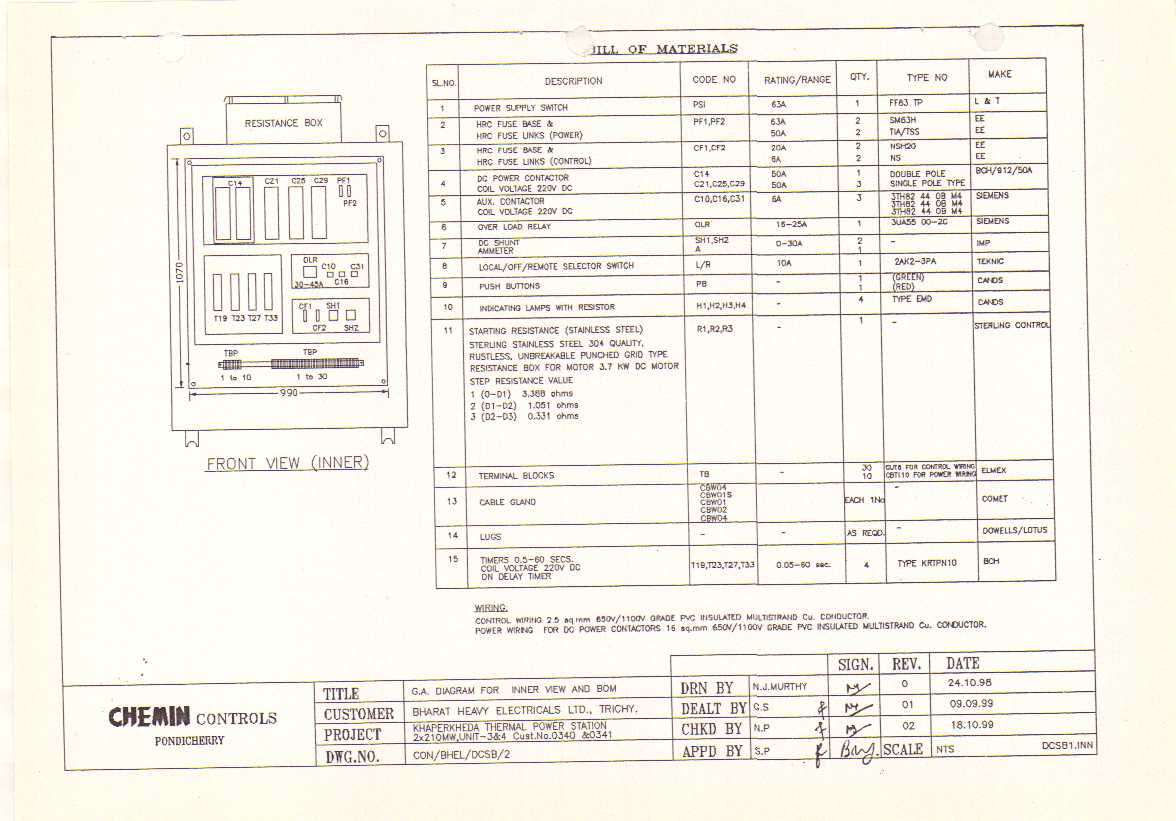 BILL OF MATERIALS
SL.NO. DESCRIPTION CODE NO RATING/RANGE QTY. TYPE NO MAKE
1 POWER SUPPLY SWITCH PSI 63A 1 FF63 TP L & T
2 HRC FUSE BASE & PF1,PF2 63A 2 SM63H EE
HRC FUSE LINKS (POWER) 50A 2 TIA/TSS EE
3 HRC FUSE BASE & CF1,CF2 20A 2 NSH20 EE
HRC FUSE LINKS (CONTROL) 6A 2 NS EE
4 DC POWER CONTACTOR C14 50A 1 DOUBLE POLE BCH/612/50A
COIL VOLTAGE 220V DC C21,C25,C29 50A 3 SINGLE POLE TYPE
5 AUX. CONTACTOR C10,C16,C31 6A 3 3TH82 44 0B M4 SIEMENS
COIL VOLTAGE 220V DC 3TH82 44 0B M4
3TH82 44 0B M4
6 OVER LOAD RELAY OLR 16-25A 1 3UA55 00-2C SIEMENS
7 DC SHUNT SH1,SH2 0-30A 2 - IMP
AMMETER A 1
8 LOCAL/OFF/REMOTE SELECTOR SWITCH L/R 10A 1 2AK2-3PA TEKNIC
9 PUSH BUTTONS PB - 1 (GREEN) CANDS
1 (RED)
10 INDICATING LAMPS WITH RESISTOR H1,H2,H3,H4 - 4 TYPE EMD CANDS
11 STARTING RESISTANCE (STAINLESS STEEL) R1,R2,R3 - 1 - STERLING CONTROL
STERLING STAINLESS STEEL 304 QUALITY,
RUSTLESS, UNBREAKABLE PUNCHED GRID TYPE
RESISTANCE BOX FOR MOTOR 3.7 KW DC MOTOR
STEP RESISTANCE VALUE
1 (0-D1) 3.388 ohms
2 (D1-D2) 1.051 ohms
3 (D2-D3) 0.331 ohms
12 TERMINAL BLOCKS TB - 30 CUT6 FOR CONTROL WIRING ELMEX
10 CBTI10 FOR POWER WIRING
13 CABLE GLAND CBW04 EACH 1No - COMET
CBW01S
CBW01
CBW02
CBW04
14 LUGS - - AS REQD. - DOWELLS/LOTUS
15 TIMERS 0.5-60 SECS. T19,T23,T27,T33 0.05-60 sec. 4 TYPE KRTPN10 BCH
COIL VOLTAGE 220V DC
ON DELAY TIMER
WIRING.
CONTROL WIRING 2.5 sq.mm 650V/1100V GRADE PVC INSULATED MULTISTRAND Cu. CONDUCTOR.
POWER WIRING FOR DC POWER CONTACTORS 16 sq.mm 650V/1100V GRADE PVC INSULATED MULTISTRAND Cu. CONDUCTOR.
RESISTANCE BOX
C14 C21 C25 C29 PF1
PF2
OLR
C10 C31
30-45A C16
CF1 SH1
CF2 SH2
T19 T23 T27 T33
TBP TBP
1 to 10 1 to 30
1070
990
FRONT VIEW (INNER)
CHEMIN CONTROLS
PONDICHERRY
TITLE G.A. DIAGRAM FOR INNER VIEW AND BOM
CUSTOMER BHARAT HEAVY ELECTRICALS LTD., TRICHY.
PROJECT KHAPERKHEDA THERMAL POWER STATION
2x210MW,UNIT-3&4 Cust.No.0340 &0341
DWG.NO. CON/BHEL/DCSB/2
SIGN. REV. DATE
DRN BY N.J.MURTHY 0 24.10.98
DEALT BY G.S 01 09.09.99
CHKD BY N.P 02 18.10.99
APPD BY S.P SCALE NTS DCSB1,INN